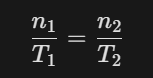 n₁/T₁ = n₂/T₂